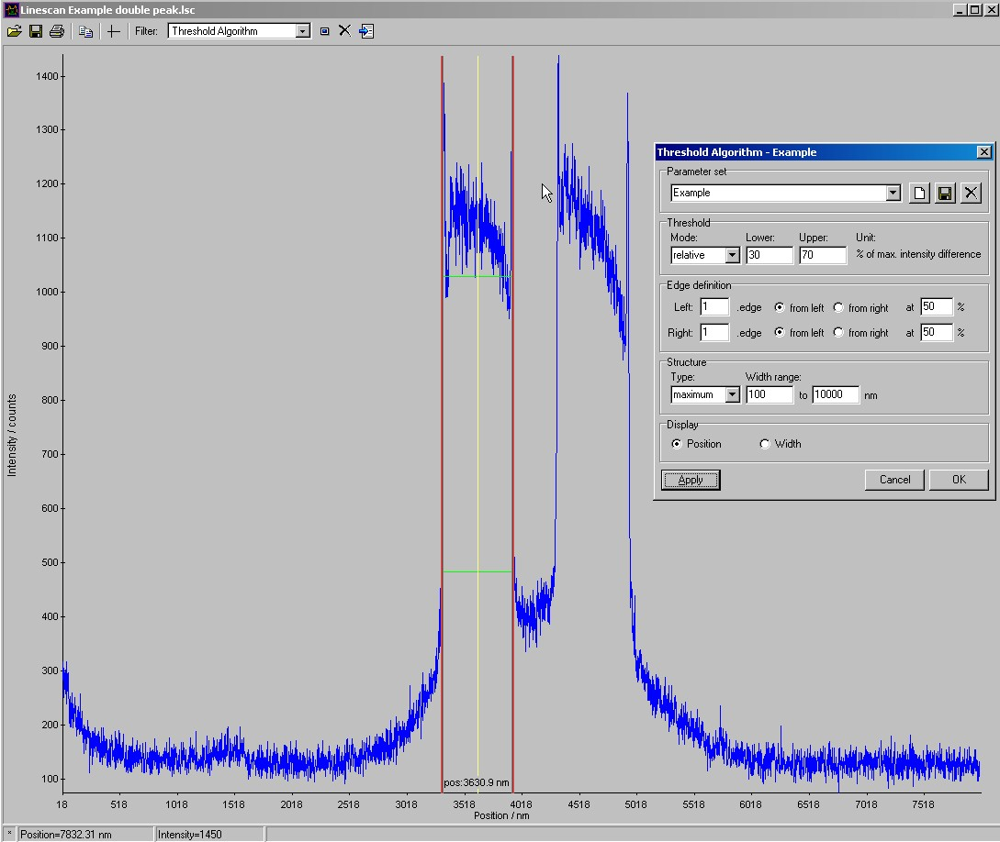 Linescan Example double peak.lsc
Filter: Threshold Algorithm
1400
1300
1200
1100
1000
900
800
700
600
500
400
300
200
100
Intensity / counts
pos:3630.9 nm
18 518 1018 1518 2018 2518 3018 3518 4018 4518 5018 5518 6018 6518 7018 7518
Position / nm
Threshold Algorithm - Example
Parameter set
Example
Threshold
Mode: Lower: Upper: Unit:
relative 30 70 % of max. intensity difference
Edge definition
Left: 1 .edge from left from right at 50 %
Right: 1 .edge from left from right at 50 %
Structure
Type: Width range:
maximum 100 to 10000 nm
Display
Position Width
Apply Cancel OK
* Position=7832.31 nm Intensity=1450